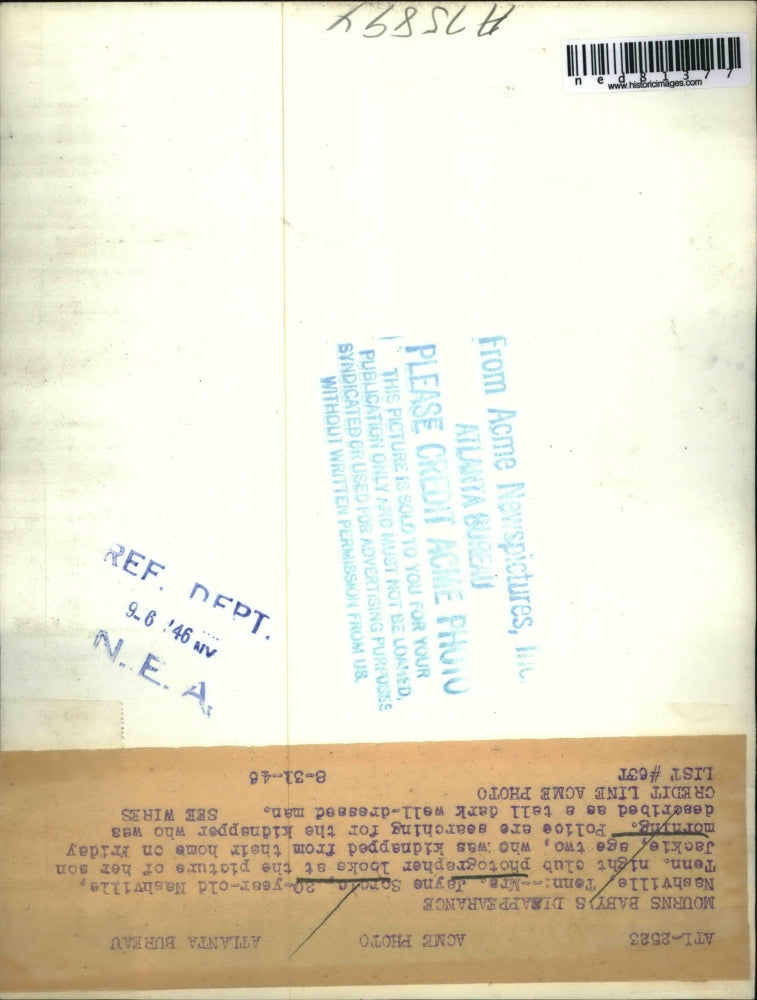 A15894
ned81377
www.historicimages.com
From Acme Newspictures, Inc.
ATLANTA BUREAU
PLEASE CREDIT ACME PHOTO
THIS PICTURE IS SOLD TO YOU FOR YOUR
PUBLICATION ONLY AND MUST NOT BE LOANED,
SYNDICATED OR USED FOR ADVERTISING PURPOSES
WITHOUT WRITTEN PERMISSION FROM US.
REF. DEPT.
9-6 '46 NV
N. E. A.
ATL-2523 ACME PHOTO ATLANTA BUREAU
MOURNS BABY'S DISAPPEARANCE
Nashville, Tenn:--Mrs. Jayne 20-year-old Nashville,
Tenn. night club photographer looks at the picture of her son
Jackie, age two, who was kidnapped from their home on Friday
morning. Police are searching for the kidnapper who was
described as a tall dark well-dressed man. SEE WIRES
CREDIT LINE ACME PHOTO
LIST #63T 8-31-46